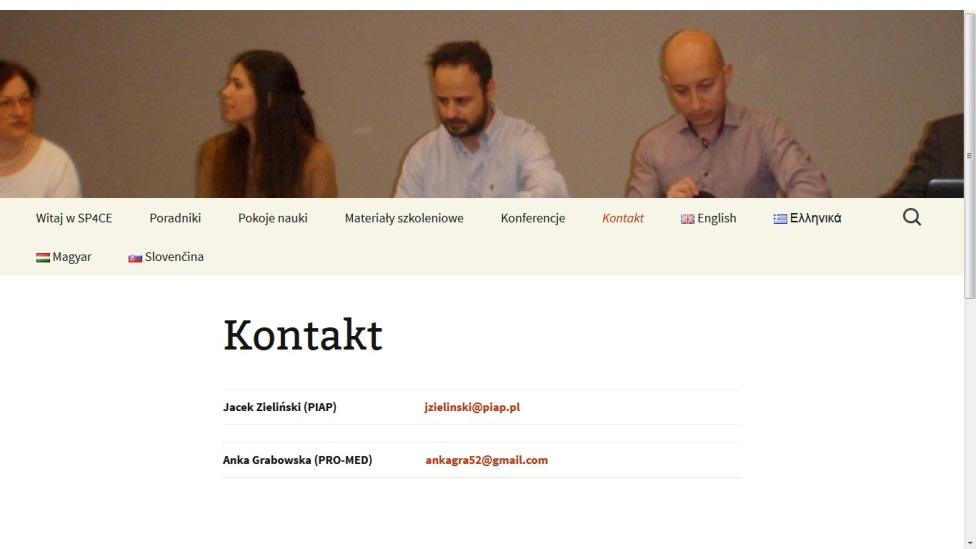 Witaj w SP4CE Poradniki Pokoje nauki Materiały szkoleniowe Konferencje Kontakt English Ελληνικά
Magyar Slovenčina
Kontakt
Jacek Zieliński (PIAP) jzielinski@piap.pl
Anka Grabowska (PRO-MED) ankagra52@gmail.com